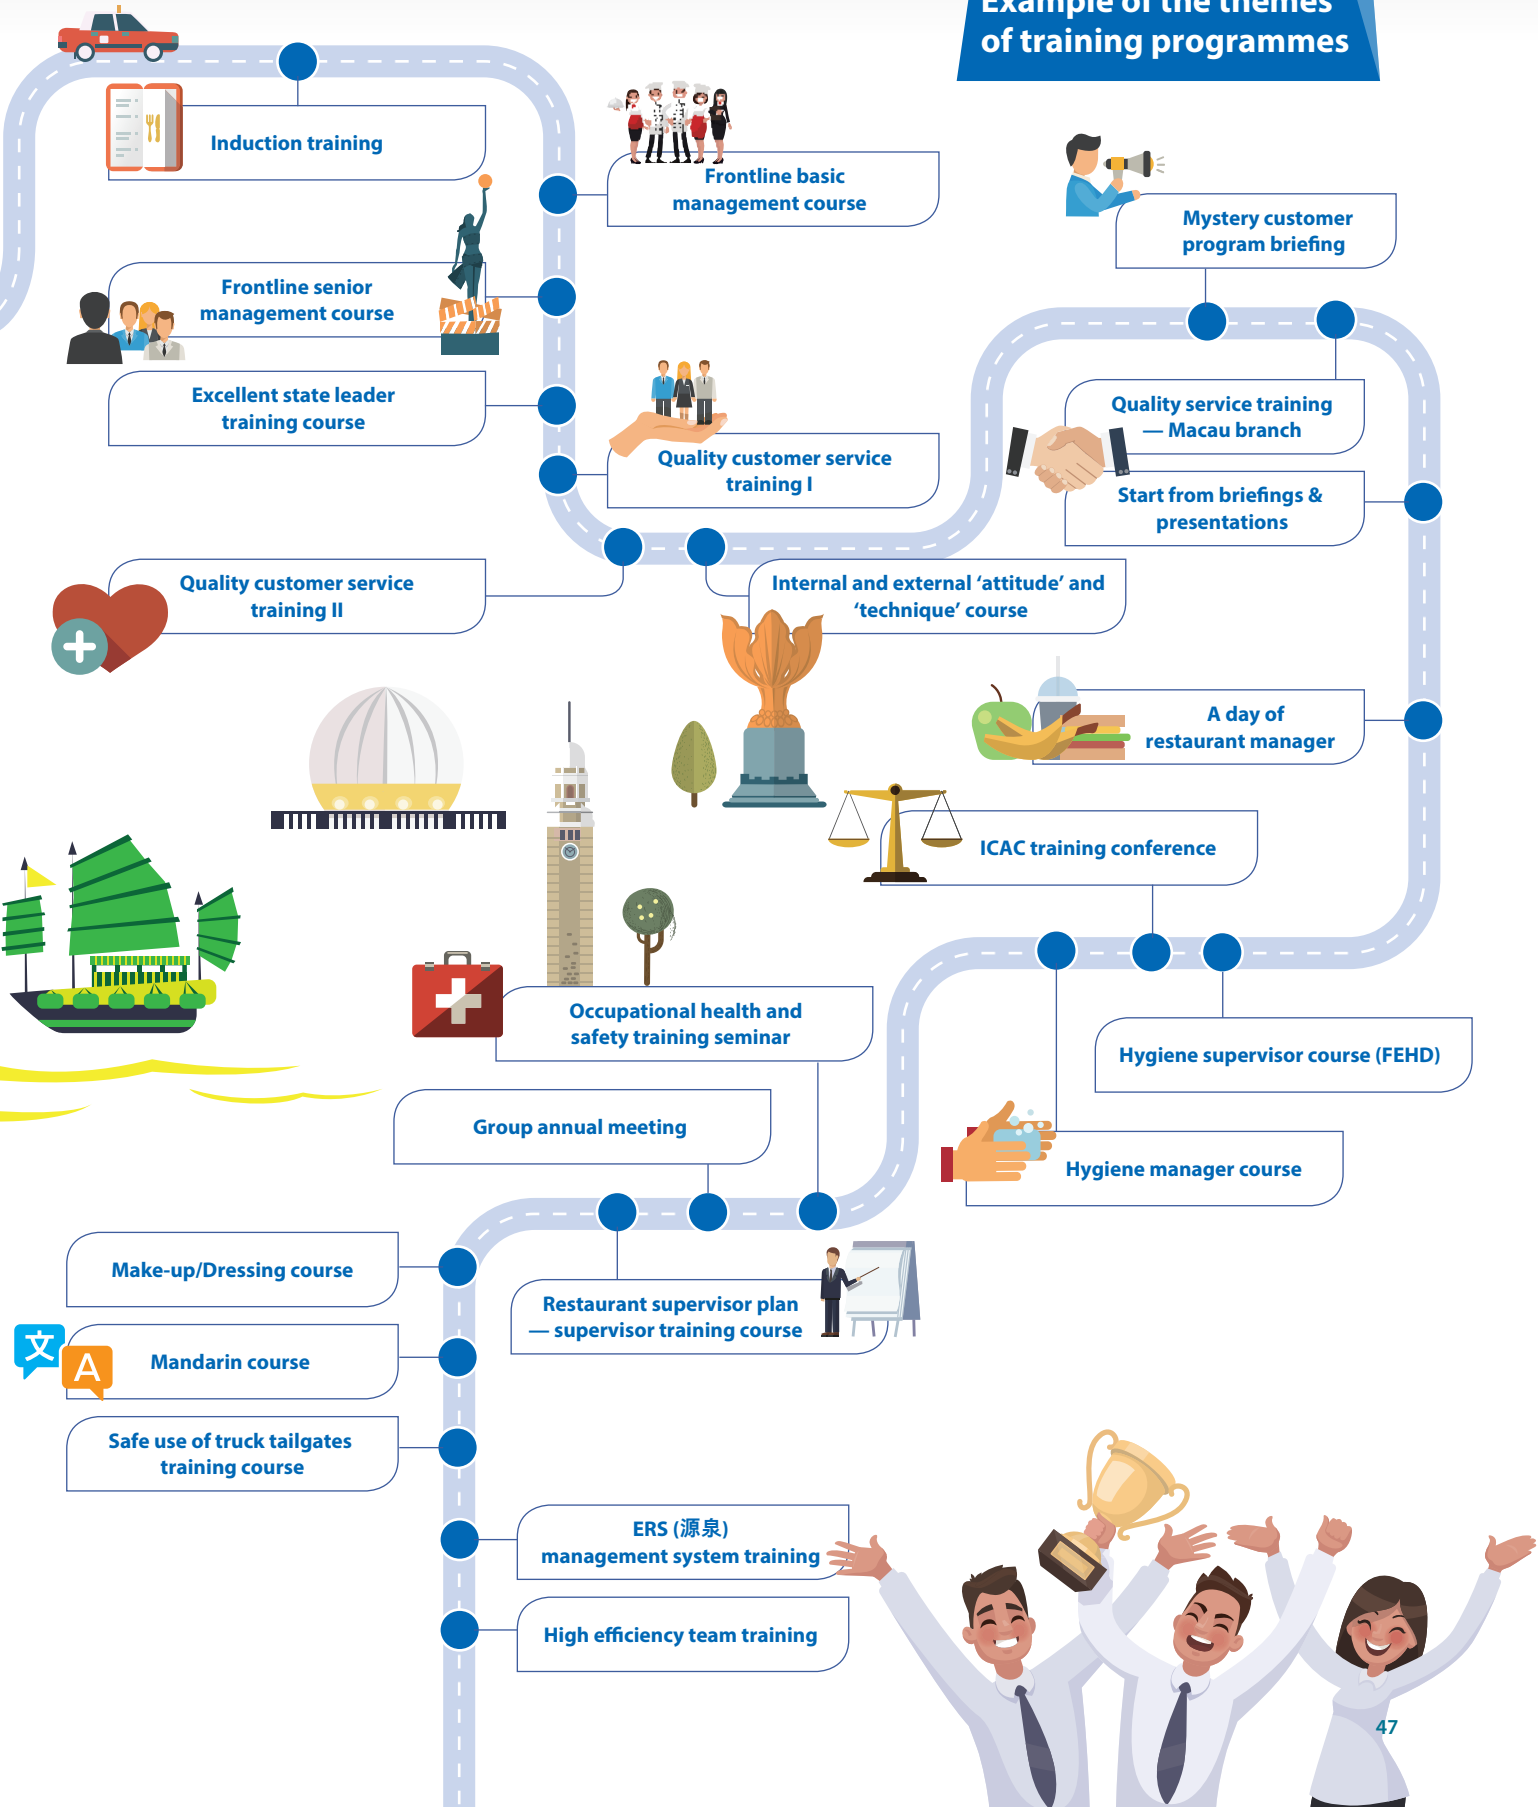 Example of the themes
of training programmes
Induction training
Frontline basic
management course
Mystery customer
program briefing
Frontline senior
management course
Excellent state leader
training course
Quality service training
— Macau branch
Quality customer service
training I
Start from briefings &
presentations
Quality customer service
training II
Internal and external ‘attitude’ and
‘technique’ course
A day of
restaurant manager
ICAC training conference
Occupational health and
safety training seminar
Hygiene supervisor course (FEHD)
Group annual meeting
Hygiene manager course
Make-up/Dressing course
Restaurant supervisor plan
— supervisor training course
文
A
Mandarin course
Safe use of truck tailgates
training course
ERS (源泉)
management system training
High efficiency team training
47